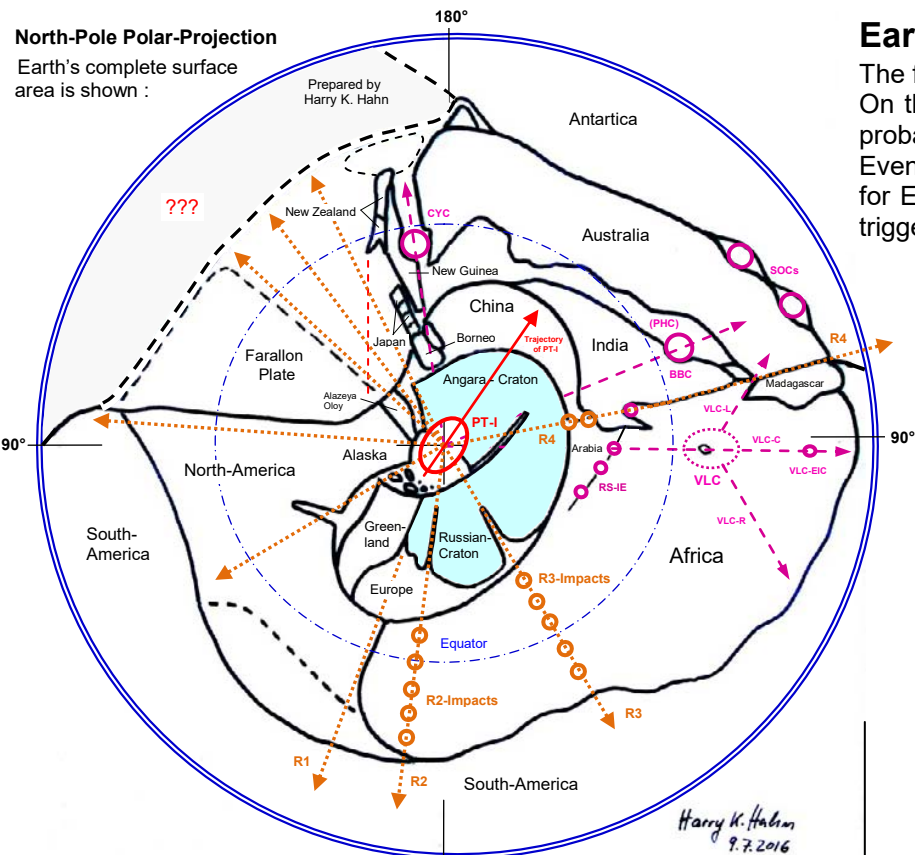 North-Pole Polar-Projection
Earth's complete surface
area is shown :
180°
Prepared by
Harry K. Hahn
Ear
The f
On th
proba
Even
for E
trigge
Antartica
???
New Zealand
CYC
Australia
SOCs
New Guinea
China
(PHC)
BBC
India
Japan
Borneo
Trajectory
of PT-I
R4
Farallon
Plate
Angara - Craton
Madagascar
Alazeya
Oloy
VLC-L
PT-I
R4
90°
90°
North-America
Alaska
Arabia
VLC-C
VLC-EIC
VLC
RS-IE
South-
America
Green-
land
Russian-
Craton
VLC-R
Africa
Europe
R3-Impacts
Equator
R2-Impacts
R3
R1
R2
South-America
Harry K. Hahn
9.7.2016